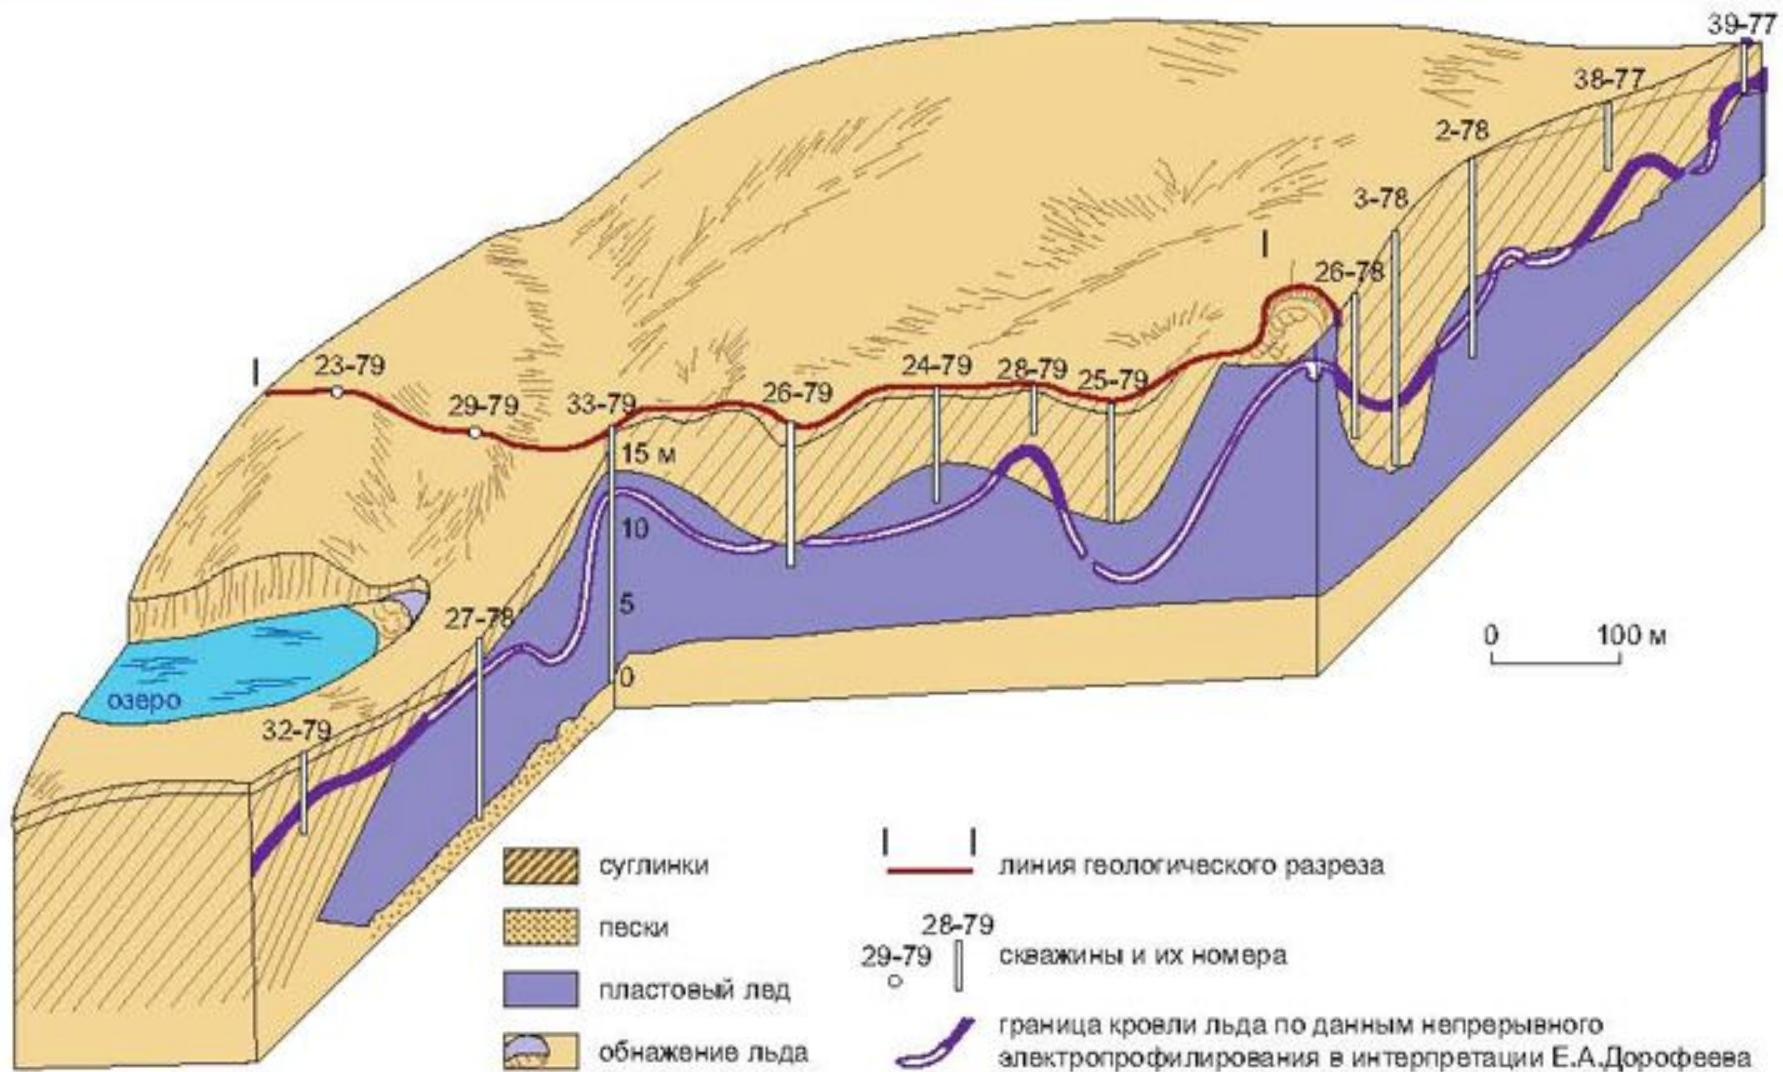 39-77
38-77
2-78
3-78
I
26-78
I
23-79
29-79
33-79
26-79
24-79
28-79
25-79
15 м
10
5
0
27-78
озеро
32-79
0 100 м
суглинки
пески
пластовый лед
обнажение льда
I I
линия геологического разреза
28-79
29-79
скважины и их номера
граница кровли льда по данным непрерывного
электропрофилирования в интерпретации Е.А.Дорофеева